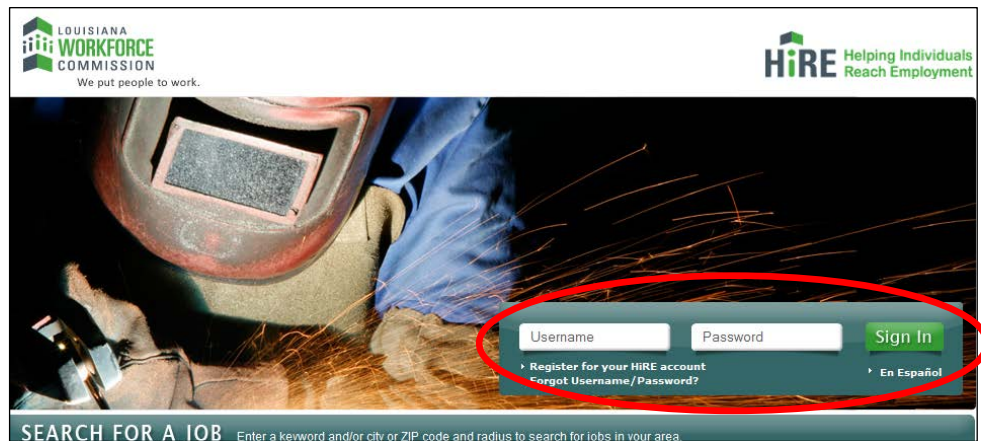 LOUISIANA
WORKFORCE
COMMISSION
We put people to work.
HiRE Helping Individuals
Reach Employment
Username Password Sign In
Register for your HiRE account
Forgot Username/Password? En Español
SEARCH FOR A JOB Enter a keyword and/or city or ZIP code and radius to search for jobs in your area.